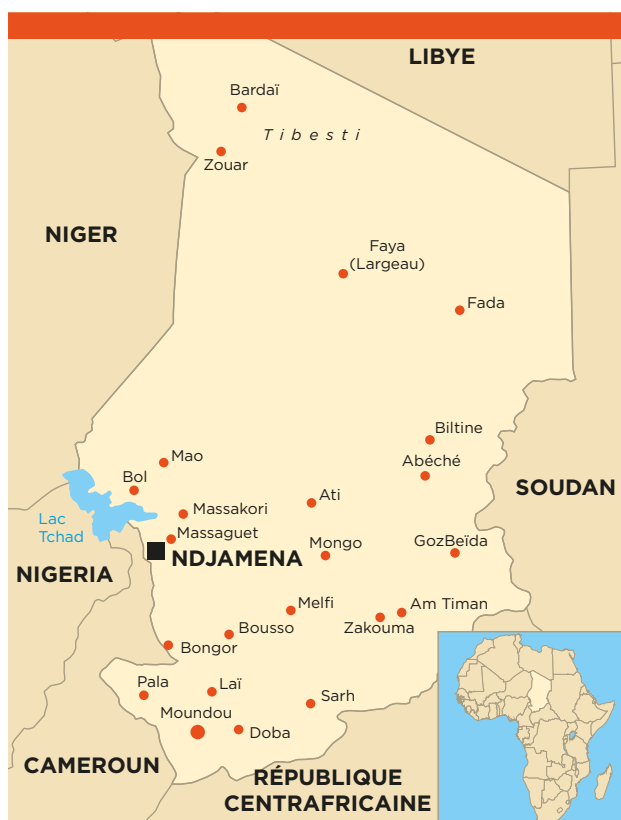 LIBYE
Bardaï
Tibesti
Zouar
NIGER
Faya
(Largeau)
Fada
Biltine
Mao
Abéché
Bol
SOUDAN
Ati
Massakori
Lac
Tchad
Massaguet
NDJAMENA
Mongo
GozBeïda
NIGERIA
Melfi
Am Timan
Bousso
Zakouma
Bongor
Pala
Laï
Sarh
Moundou
Doba
CAMEROUN
RÉPUBLIQUE
CENTRAFRICAINE